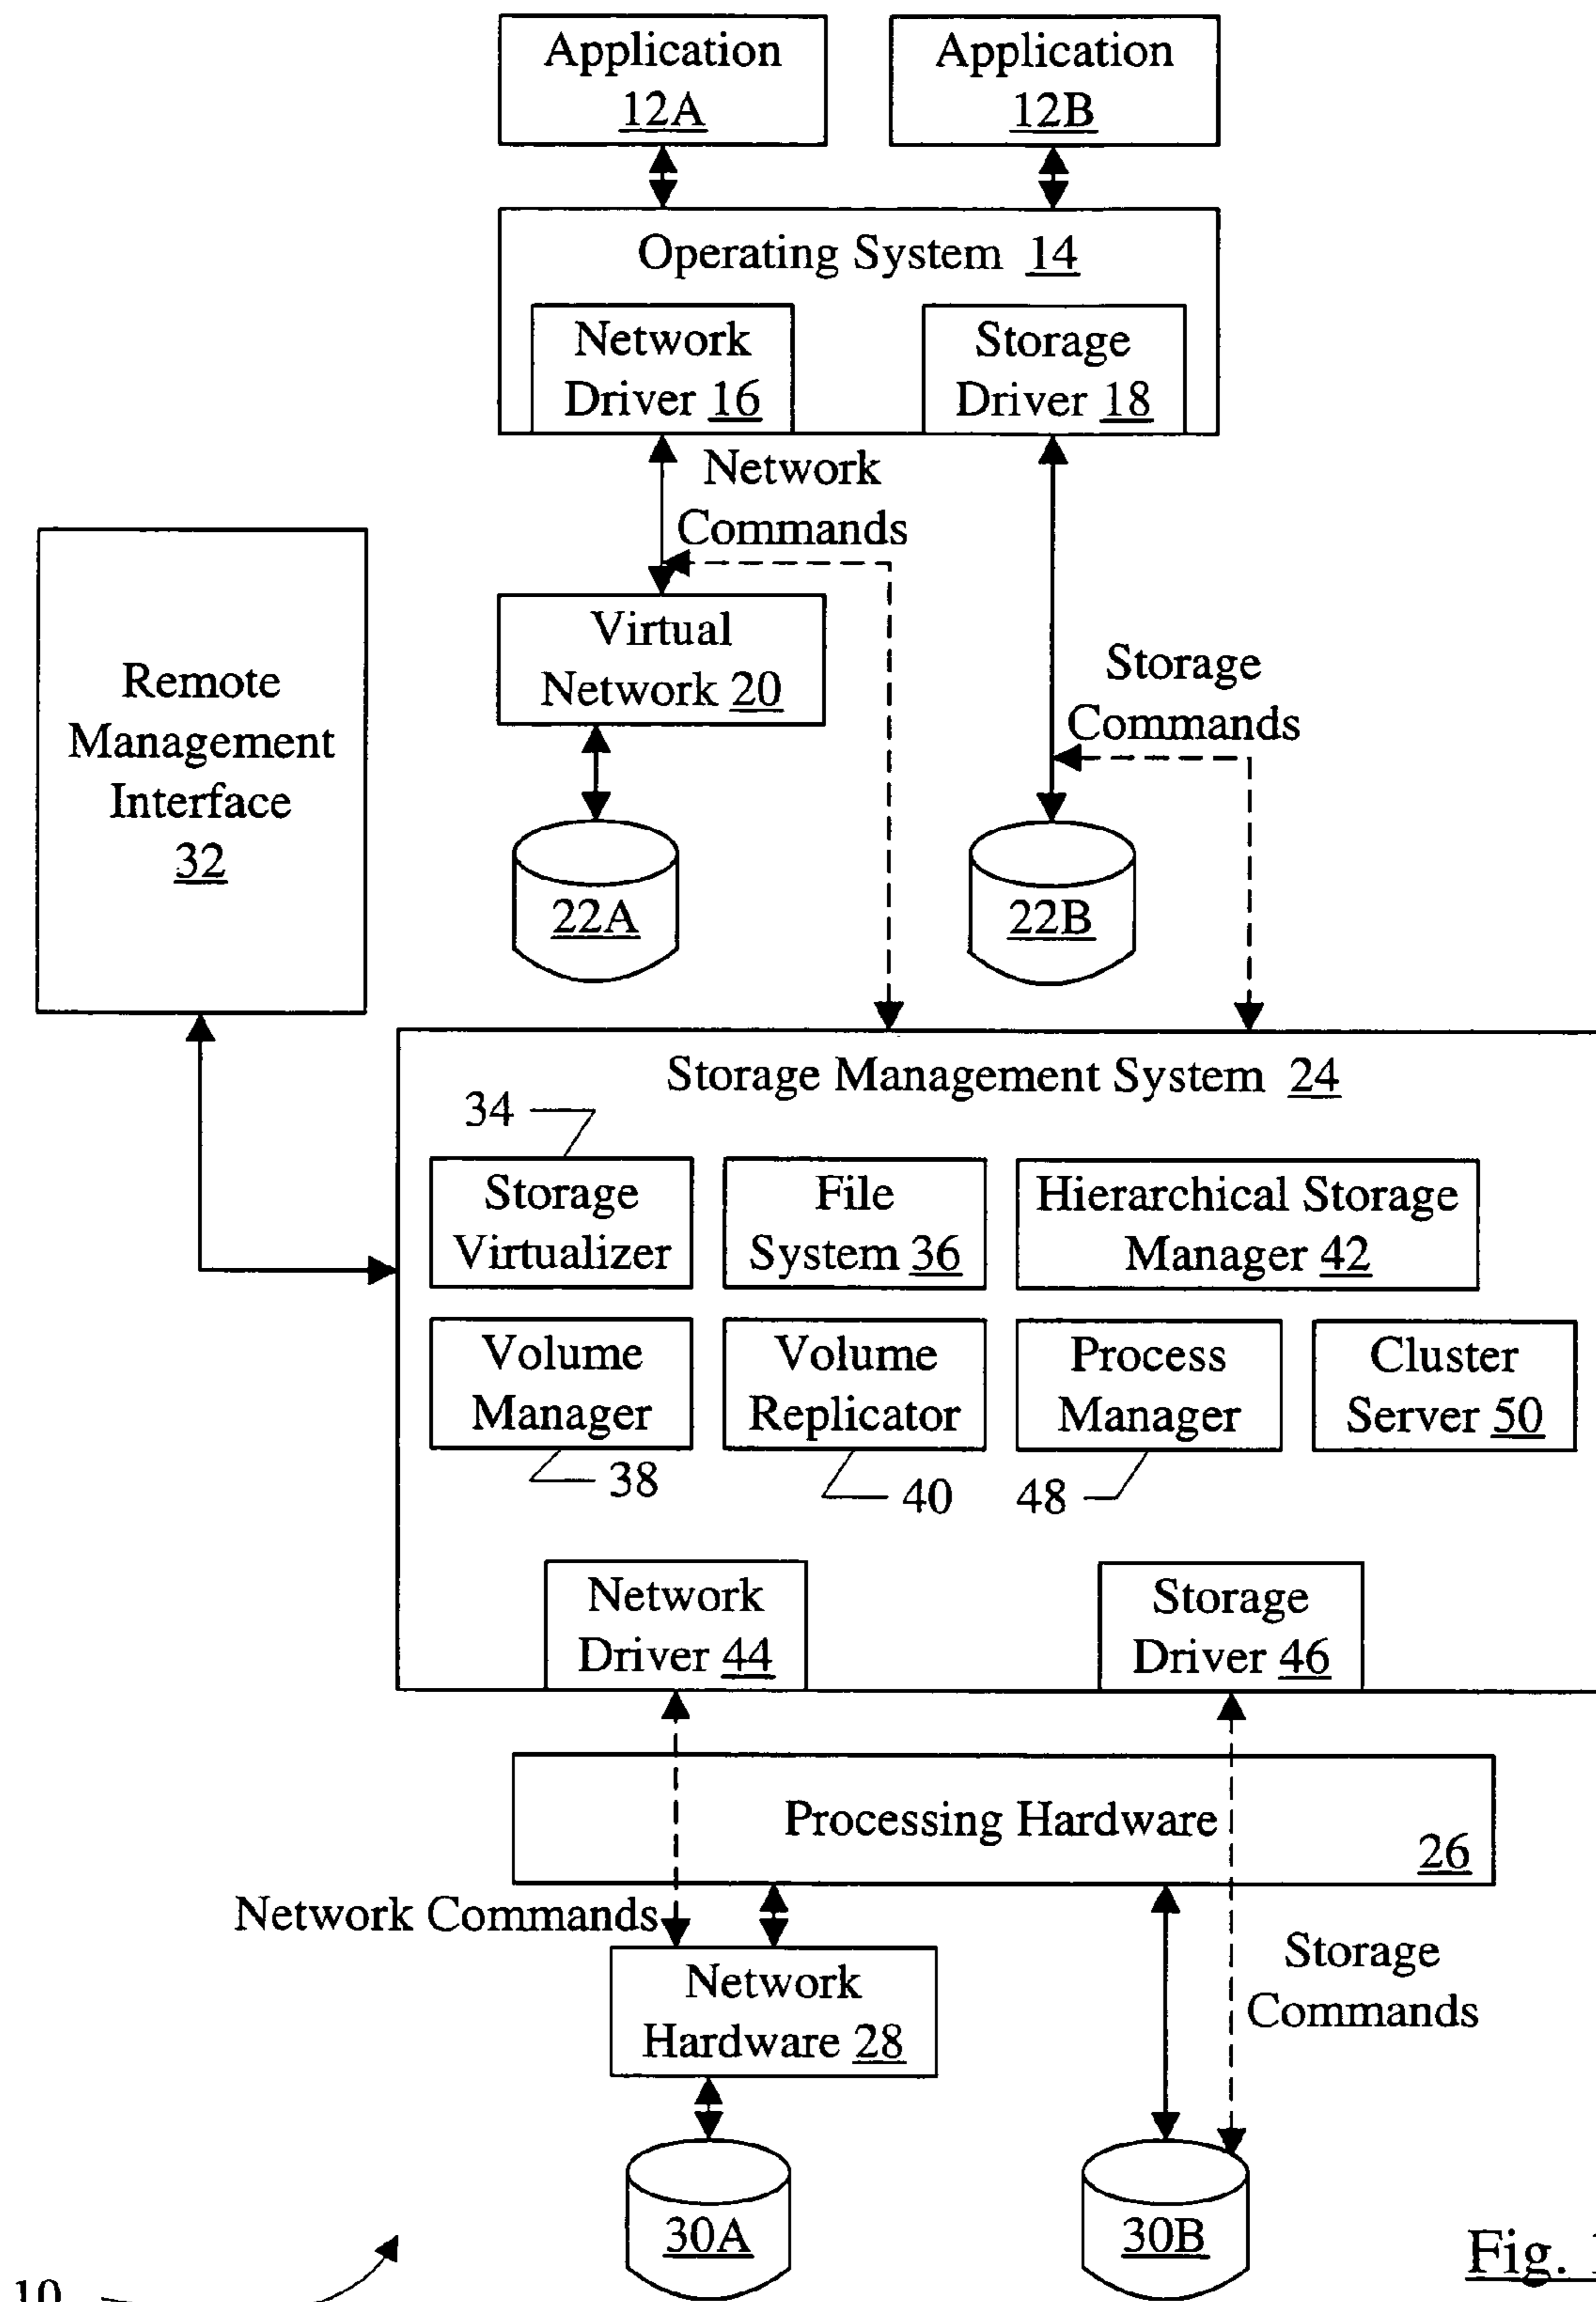 Application
12A
Application
12B
Operating System 14
Network
Driver 16
Storage
Driver 18
Network
Commands
Virtual
Network 20
Storage
Commands
Remote
Management
Interface
32
22A
22B
Storage Management System 24
34
Storage
Virtualizer
File
System 36
Hierarchical Storage
Manager 42
Volume
Manager
Volume
Replicator
Process
Manager
Cluster
Server 50
38
40
48
Network
Driver 44
Storage
Driver 46
Processing Hardware
26
Network Commands
Network
Hardware 28
Storage
Commands
30A
30B
Fig.
10